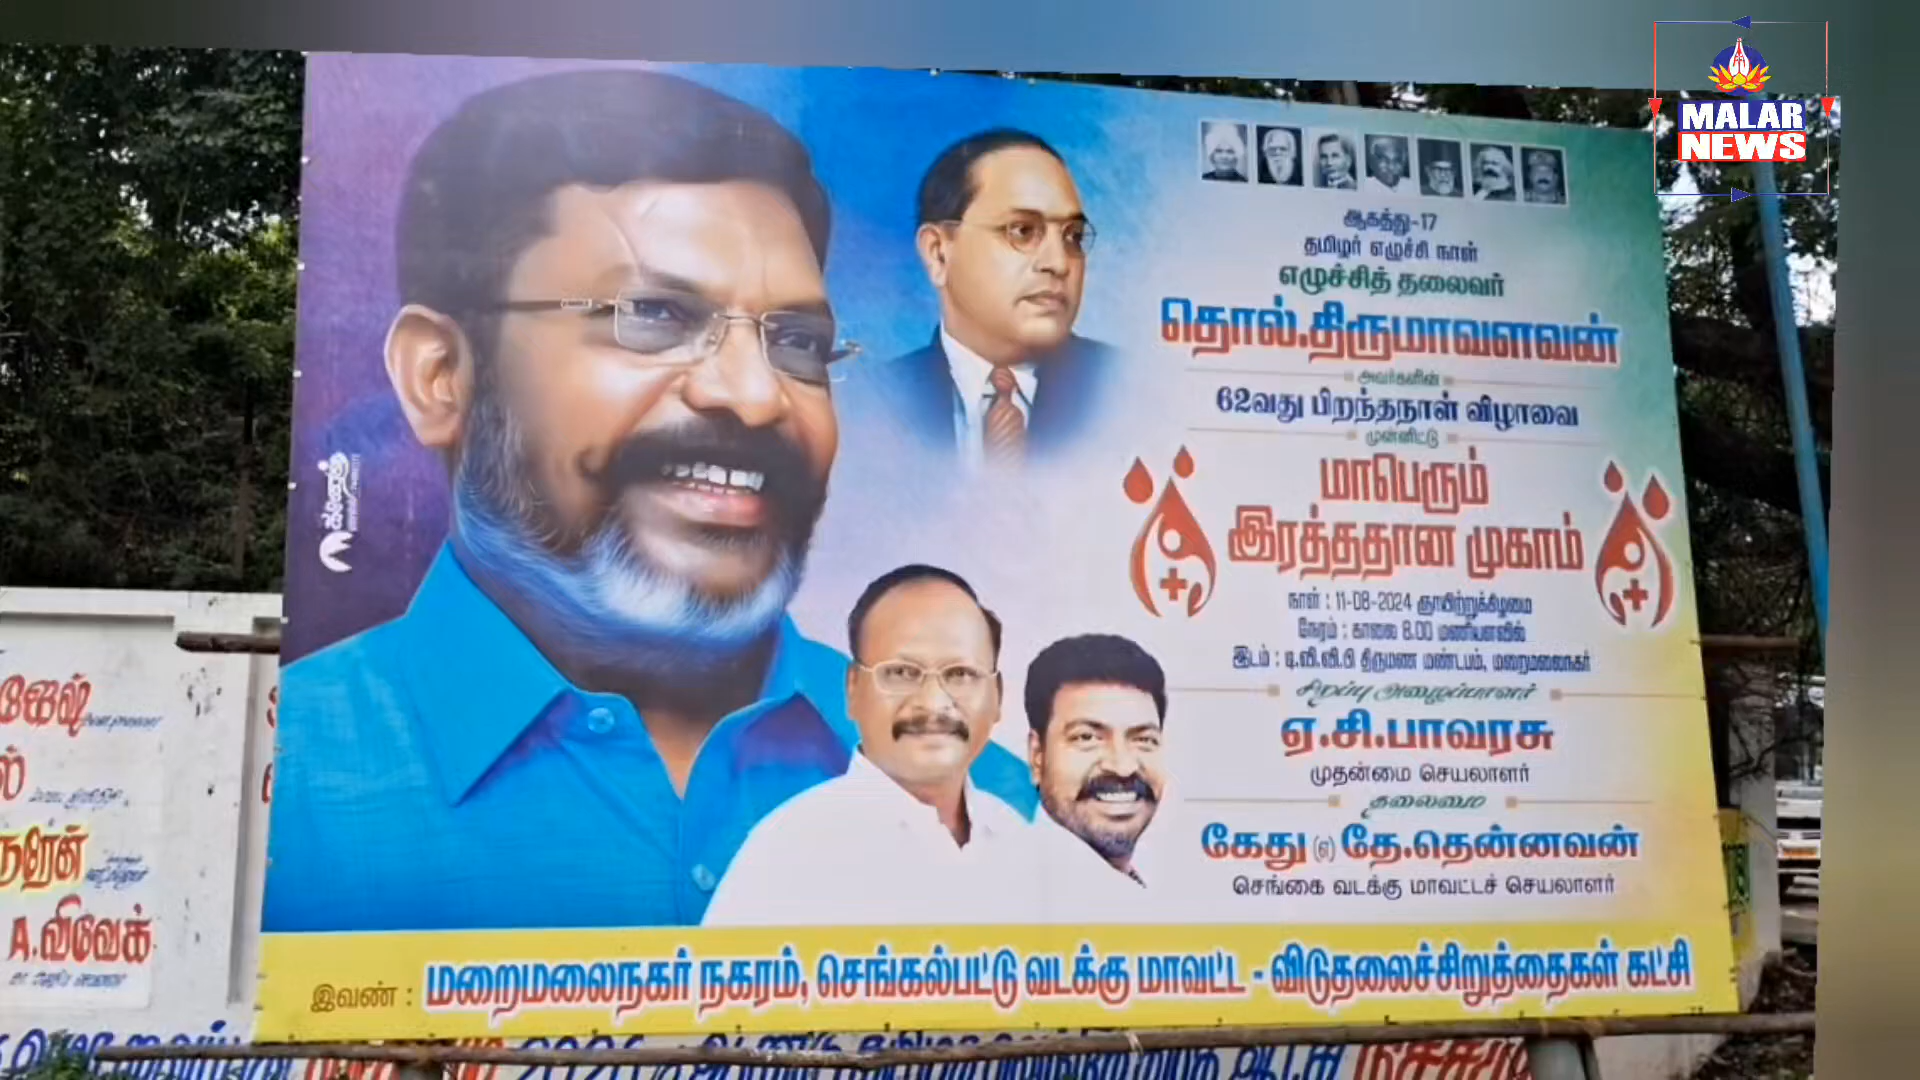 MALAR
NEWS
ஆகத்து-17
தமிழர் எழுச்சி நாள்
எழுச்சித் தலைவர்
தொல்.திருமாவளவன்
அவர்களின்
62வது பிறந்தநாள் விழாவை
முன்னிட்டு
மாபெரும்
இரத்ததான முகாம்
நாள் : 11-08-2024 ஞாயிற்றுக்கிழமை
நேரம் : காலை 8.00 மணியளவில்
இடம் : டி.வி.வி.பி திருமண மண்டபம், மறைமலைநகர்
சிறப்பு அழைப்பாளர்
ஏ.சி.பாவரசு
முதன்மை செயலாளர்
தலைமை
கேது (எ) தே.தென்னவன்
செங்கை வடக்கு மாவட்டச் செயலாளர்
இவண் : மறைமலைநகர் நகரம், செங்கல்பட்டு வடக்கு மாவட்ட - விடுதலைச்சிறுத்தைகள் கட்சி
A.விவேக்